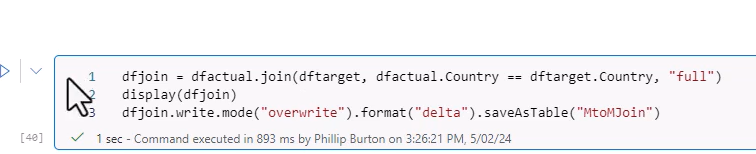 1 dfjoin = dfactual.join(dftarget, dfactual.Country == dftarget.Country, "full")
2 display(dfjoin)
3 dfjoin.write.mode("overwrite").format("delta").saveAsTable("MtoMJoin")
[40] 1 sec - Command executed in 893 ms by Phillip Burton on 3:26:21 PM, 5/02/24